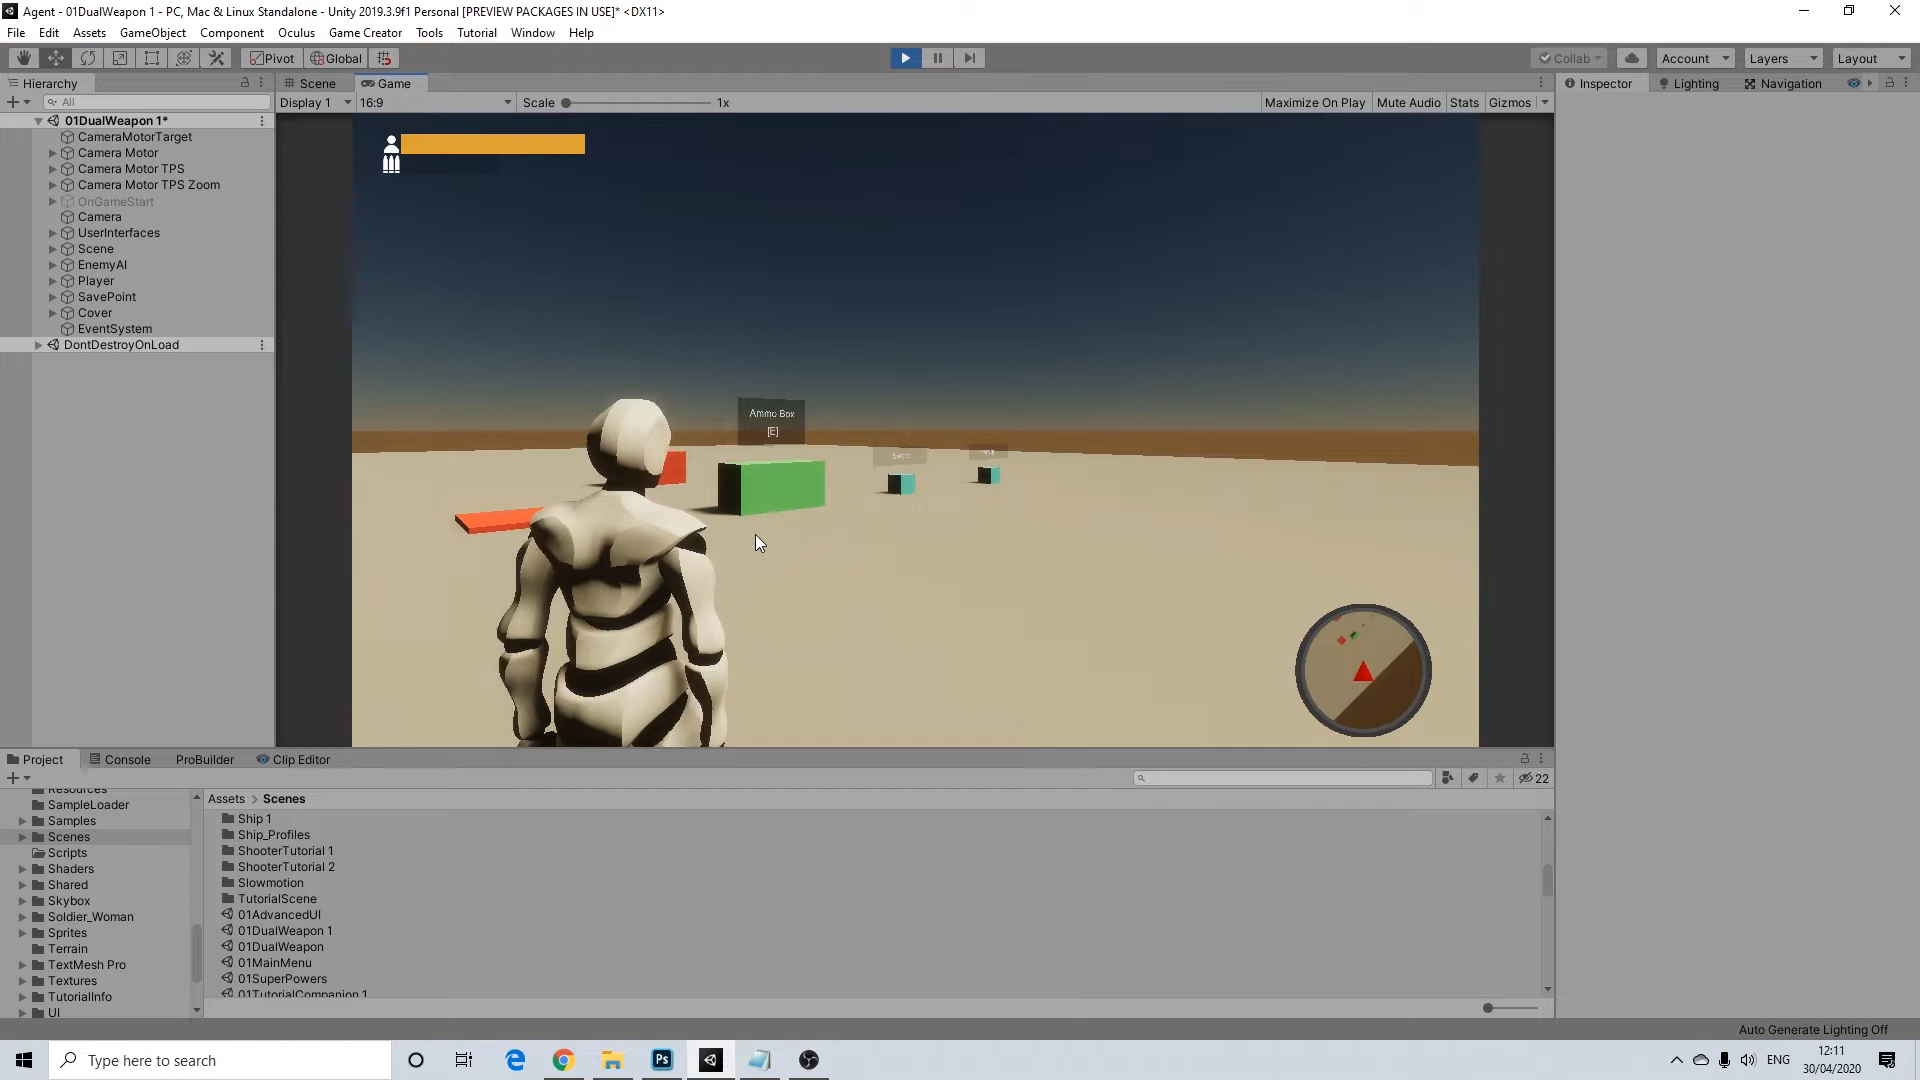 Agent - 01DualWeapon 1 - PC, Mac & Linux Standalone - Unity 2019.3.9f1 Personal [PREVIEW PACKAGES IN USE]* <DX11>
File Edit Assets GameObject Component Oculus Game Creator Tools Tutorial Window Help
Pivot Global Collab Account Layers Layout
Hierarchy Scene Game Inspector Lighting Navigation
All Display 1 16:9 Scale 1x Maximize On Play Mute Audio Stats Gizmos
01DualWeapon 1*
CameraMotorTarget
Camera Motor
Camera Motor TPS
Camera Motor TPS Zoom
OnGameStart
Camera
UserInterfaces
Scene
EnemyAI
Player
SavePoint
Cover
EventSystem
DontDestroyOnLoad
Ammo Box
[E]
Project Console ProBuilder Clip Editor
22
Resources
SampleLoader
Samples
Scenes
Scripts
Shaders
Shared
Skybox
Soldier_Woman
Sprites
Terrain
TextMesh Pro
Textures
TutorialInfo
UI
Assets > Scenes
Ship 1
Ship_Profiles
ShooterTutorial 1
ShooterTutorial 2
Slowmotion
TutorialScene
01AdvancedUI
01DualWeapon 1
01DualWeapon
01MainMenu
01SuperPowers
01TutorialCompanion 1
Auto Generate Lighting Off
Type here to search
Ps
ENG
12:11
30/04/2020